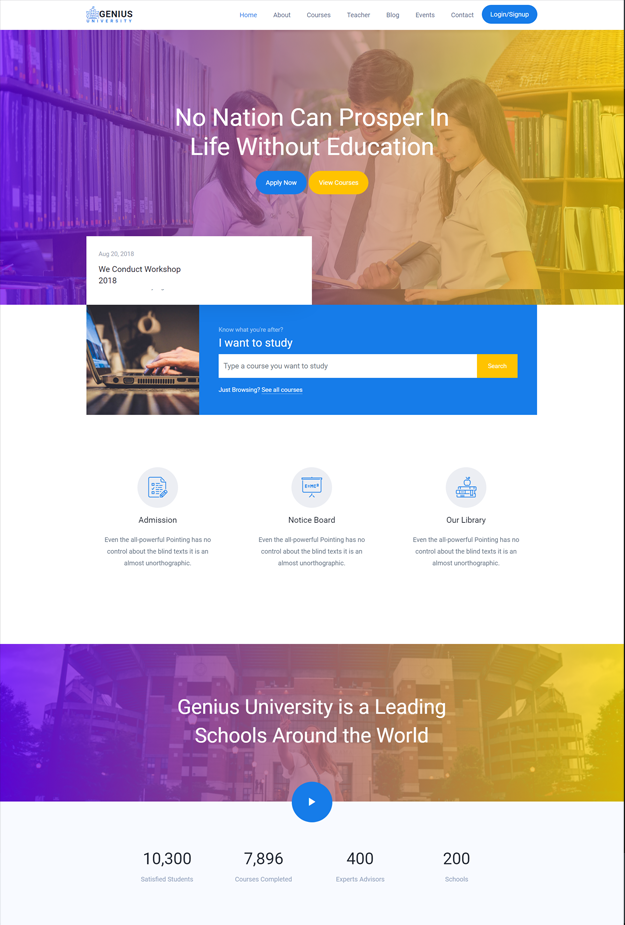 GENIUS
UNIVERSITY
Home About Courses Teacher Blog Events Contact Login/Signup
No Nation Can Prosper In
Life Without Education
Apply Now View Courses
Aug 20, 2018
We Conduct Workshop
2018
Know what you're after?
I want to study
Type a course you want to study Search
Just Browsing? See all courses
E=MC²
Admission Notice Board Our Library
Even the all-powerful Pointing has no Even the all-powerful Pointing has no Even the all-powerful Pointing has no
control about the blind texts it is an control about the blind texts it is an control about the blind texts it is an
almost unorthographic. almost unorthographic. almost unorthographic.
Genius University is a Leading
Schools Around the World
10,300 7,896 400 200
Satisfied Students Courses Completed Experts Advisors Schools